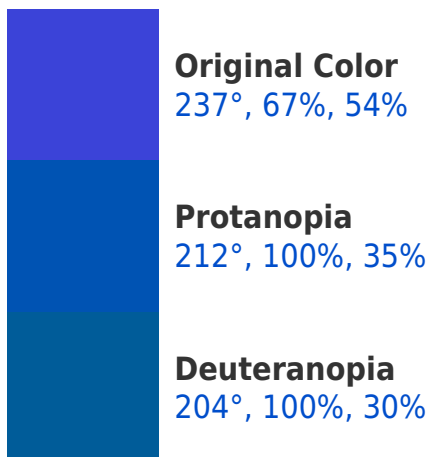 Original Color
237°, 67%, 54%
Protanopia
212°, 100%, 35%
Deuteranopia
204°, 100%, 30%